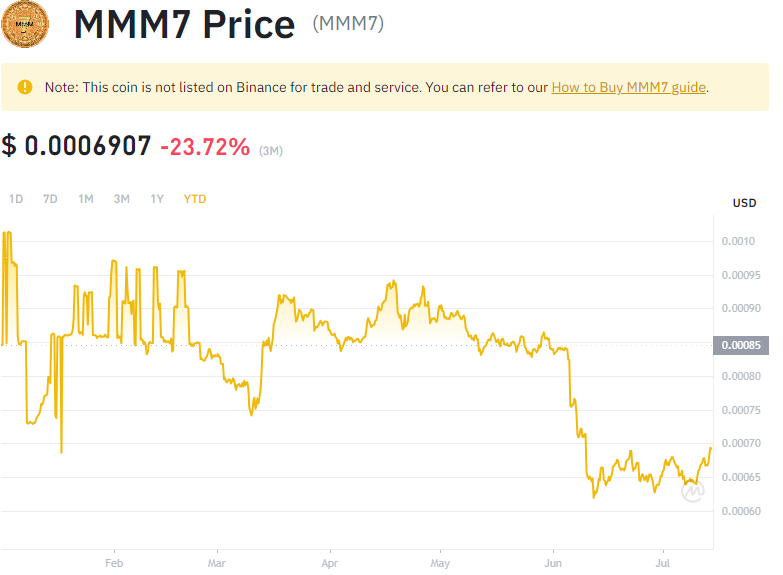 MMM
7
MMM7 Price (MMM7)
Note: This coin is not listed on Binance for trade and service. You can refer to our How to Buy MMM7 guide.
$ 0.0006907 -23.72% (3M)
1D 7D 1M 3M 1Y YTD
USD
0.0010
0.00095
0.00090
0.00085
0.00080
0.00075
0.00070
0.00065
0.00060
Feb Mar Apr May Jun Jul